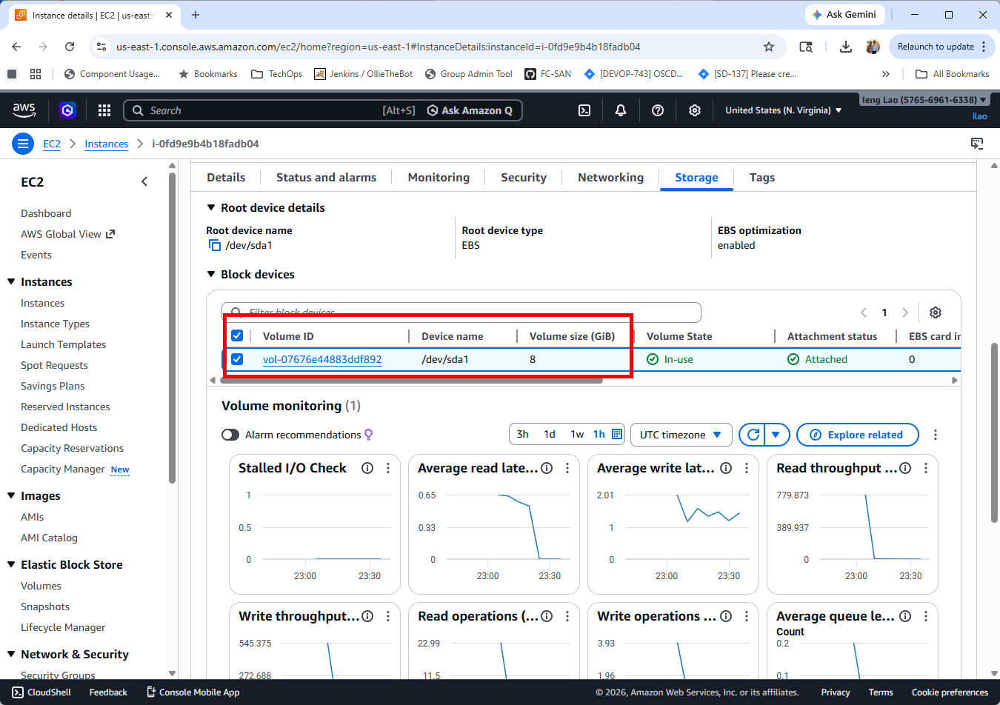 Instance details | EC2 | us-east-
Ask Gemini
us-east-1.console.aws.amazon.com/ec2/home?region=us-east-1#InstanceDetails:instanceId=i-0fd9e9b4b18fadb04
Relaunch to update
Component Usage...
Bookmarks
TechOps
Jenkins / OllieTheBot
Group Admin Tool
FC-SAN
[DEVOP-743] OSCD...
[SD-137] Please cre...
All Bookmarks
aws
Search
[Alt+S]
Ask Amazon Q
United States (N. Virginia)
Ieng Lao (5765-6961-6338)
ilao
EC2
Instances
i-0fd9e9b4b18fadb04
EC2
Dashboard
AWS Global View
Events
Instances
Instances
Instance Types
Launch Templates
Spot Requests
Savings Plans
Reserved Instances
Dedicated Hosts
Capacity Reservations
Capacity Manager New
Images
AMIs
AMI Catalog
Elastic Block Store
Volumes
Snapshots
Lifecycle Manager
Network & Security
Security Groups
Details
Status and alarms
Monitoring
Security
Networking
Storage
Tags
Root device details
Root device name
/dev/sda1
Root device type
EBS
EBS optimization
enabled
Block devices
Filter block devices
1
Volume ID
Device name
Volume size (GiB)
Volume State
Attachment status
EBS card in
vol-07676e44883ddf892
/dev/sda1
8
In-use
Attached
0
Volume monitoring (1)
Alarm recommendations
3h
1d
1w
1h
UTC timezone
Explore related
Stalled I/O Check
1
0.5
0
23:00
23:30
Average read late...
0.65
0.33
0
23:00
23:30
Average write lat...
2.01
1
0
23:00
23:30
Read throughput ...
779.873
389.937
0
23:00
23:30
Write throughput...
545.375
272.688
Read operations (...
22.99
11.5
Write operations ...
3.93
1.96
Average queue le...
Count
0.2
0.1
CloudShell
Feedback
Console Mobile App
© 2026, Amazon Web Services, Inc. or its affiliates.
Privacy
Terms
Cookie preferences